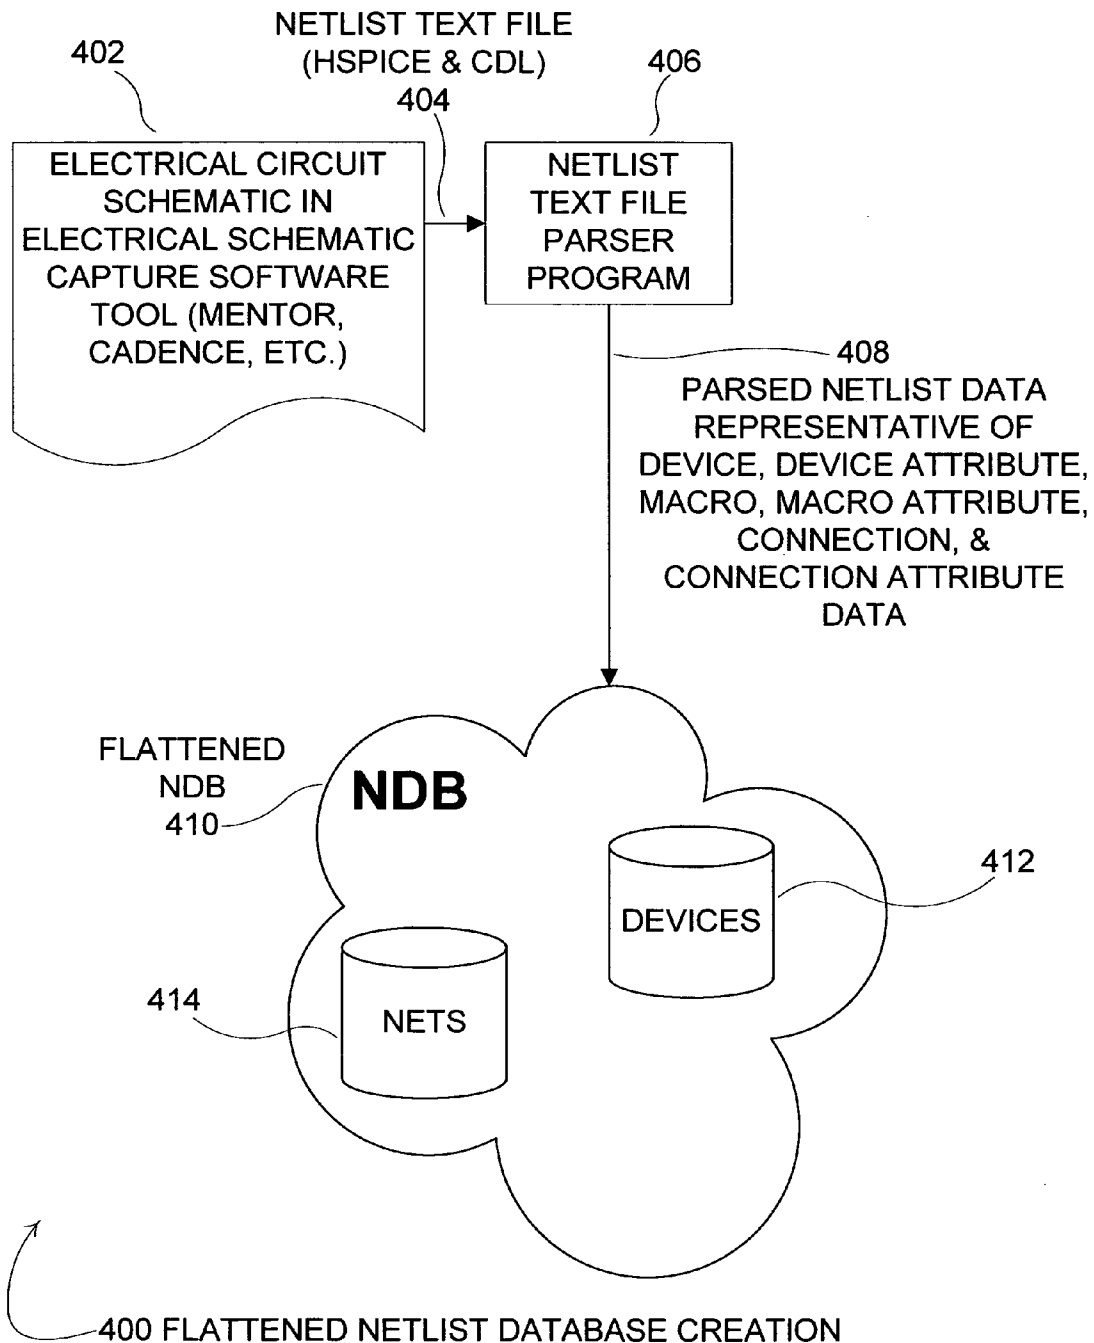 NETLIST TEXT FILE
(HSPICE & CDL)
404
402
406
ELECTRICAL CIRCUIT
SCHEMATIC IN
ELECTRICAL SCHEMATIC
CAPTURE SOFTWARE
TOOL (MENTOR,
CADENCE, ETC.)
NETLIST
TEXT FILE
PARSER
PROGRAM
408
PARSED NETLIST DATA
REPRESENTATIVE OF
DEVICE, DEVICE ATTRIBUTE,
MACRO, MACRO ATTRIBUTE,
CONNECTION, &
CONNECTION ATTRIBUTE
DATA
FLATTENED
NDB
410
NDB
412
DEVICES
414
NETS
400 FLATTENED NETLIST DATABASE CREATION